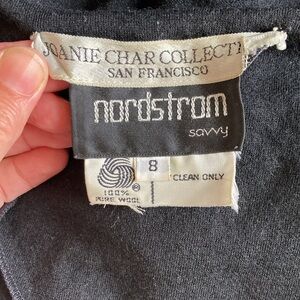 JOANIE CHAR COLLECTI
SAN FRANCISCO
nordstrom
savvy
8
CLEAN ONLY
100%
PURE WOOL